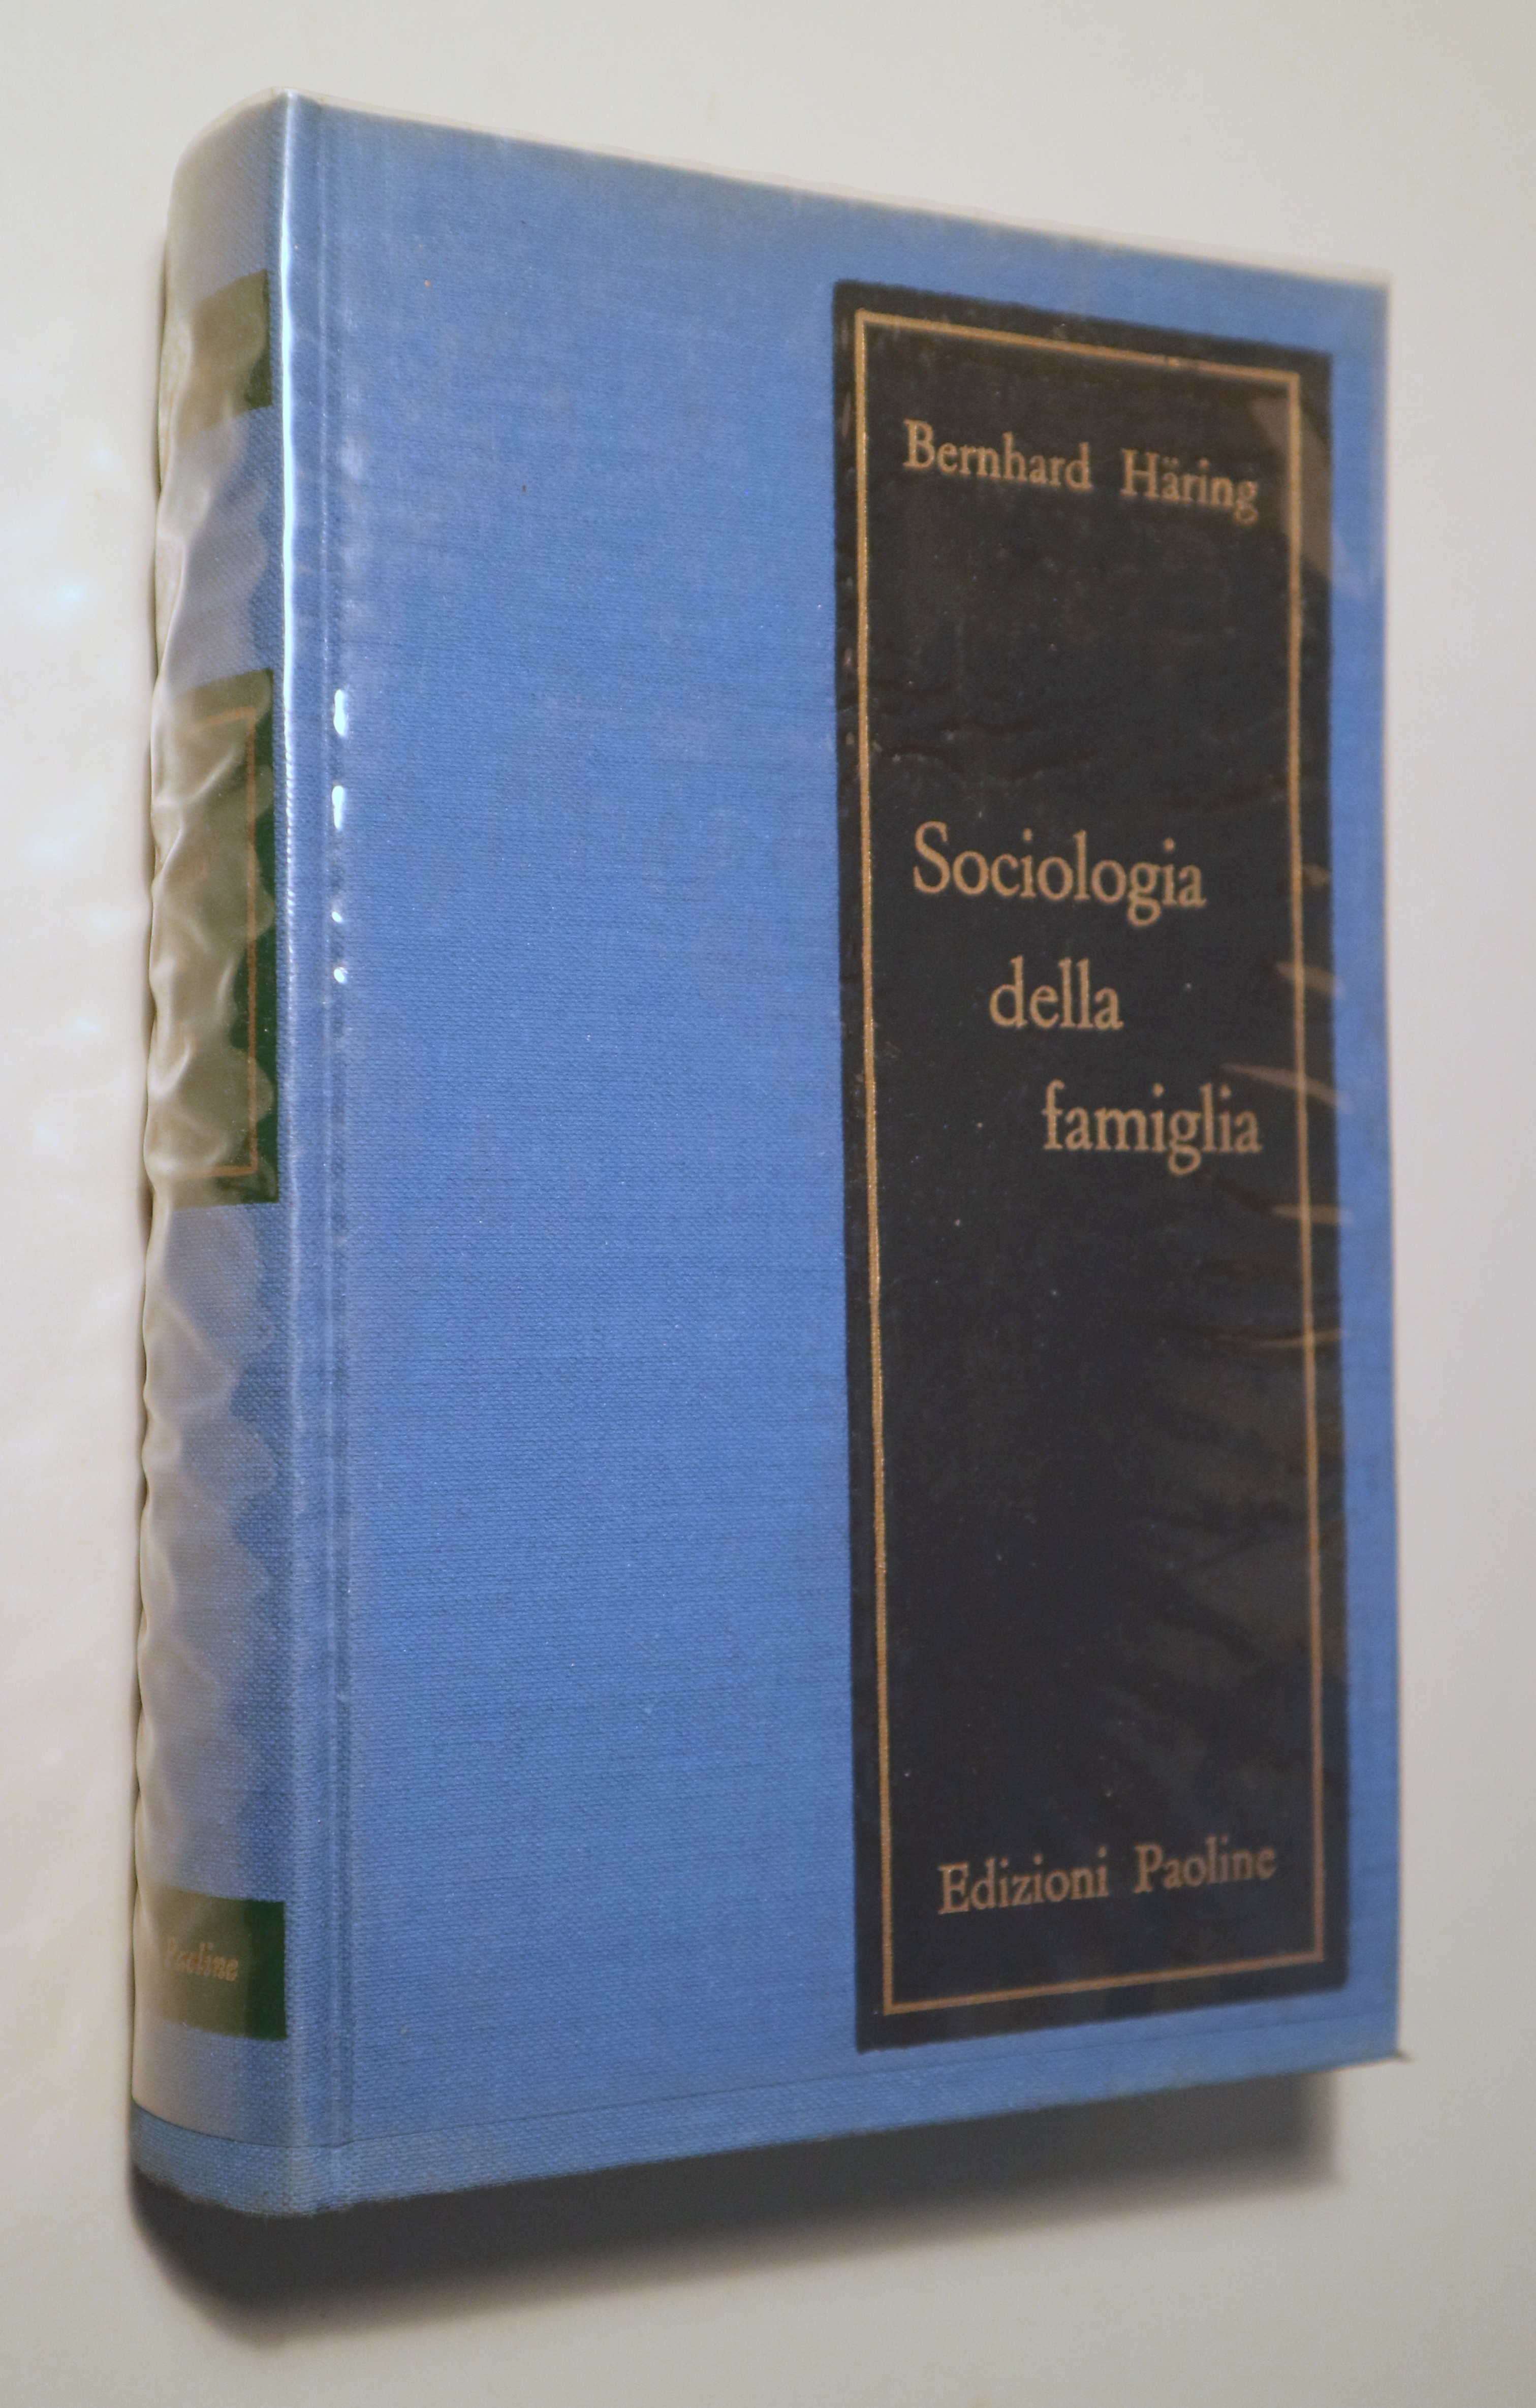 Bernhard Häring
Sociologia
della
famiglia
Edizioni Paoline
Paoline